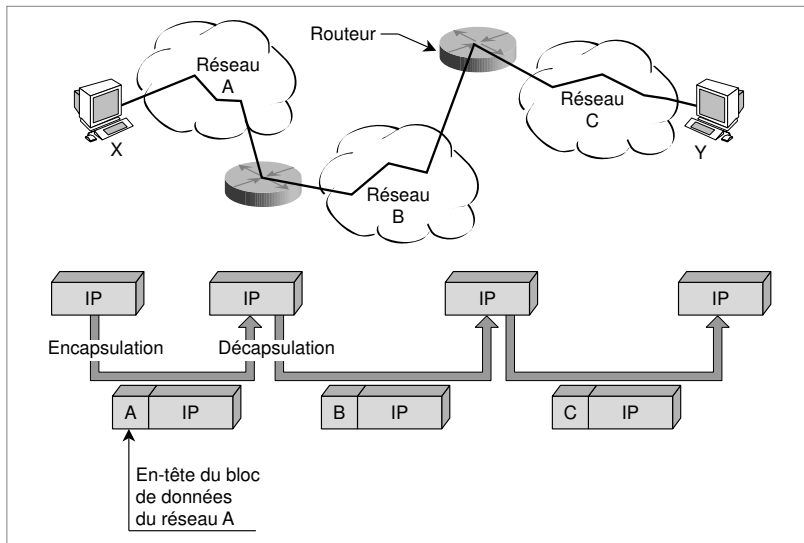 Routeur
Réseau
A
Réseau
C
X
Y
Réseau
B
IP
IP
IP
IP
Encapsulation
Décapsulation
A
IP
B
IP
C
IP
En-tête du bloc
de données
du réseau A